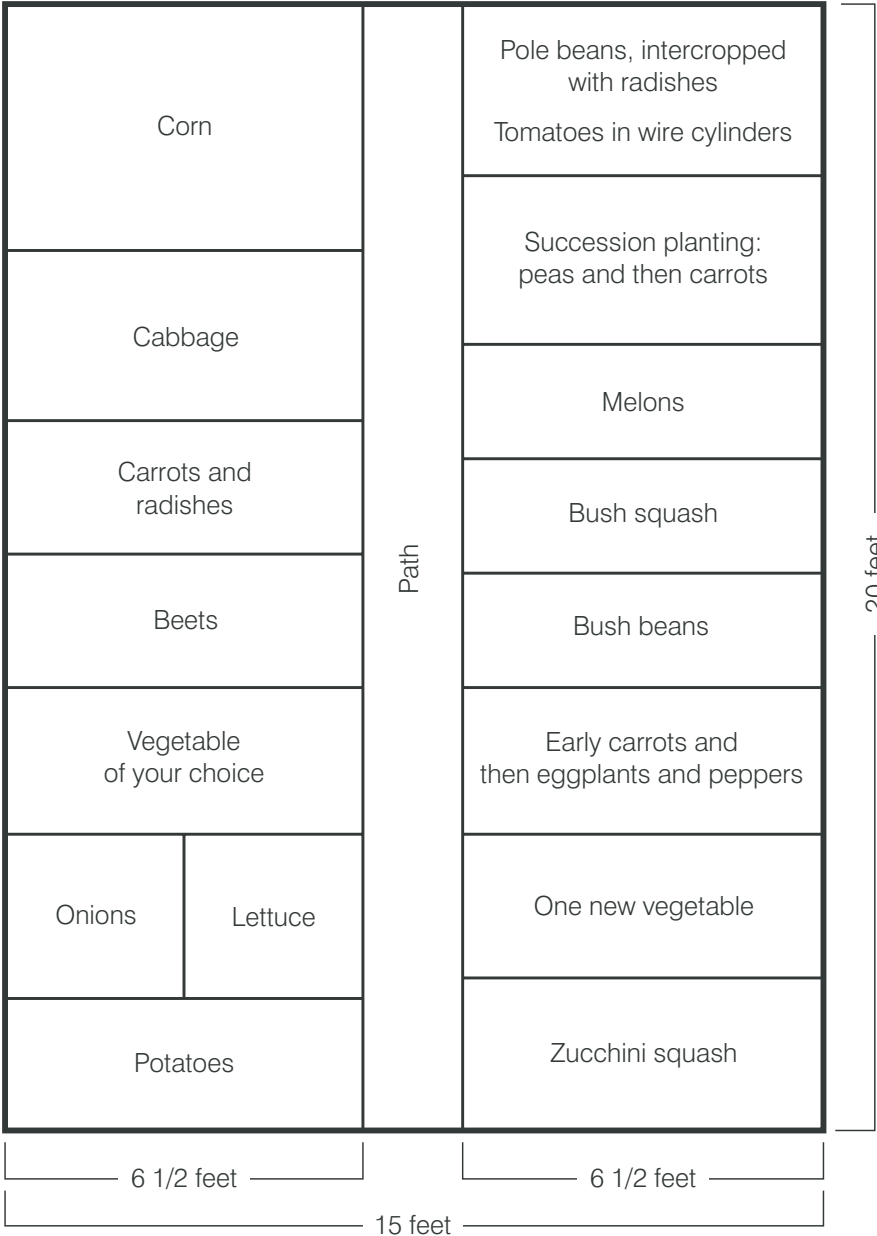 Corn
Cabbage
Carrots and
radishes
Beets
Vegetable
of your choice
Onions
Lettuce
Potatoes
Path
Pole beans, intercropped
with radishes
Tomatoes in wire cylinders
Succession planting:
peas and then carrots
Melons
Bush squash
Bush beans
Early carrots and
then eggplants and peppers
One new vegetable
Zucchini squash
20 feet
6 1/2 feet
6 1/2 feet
15 feet